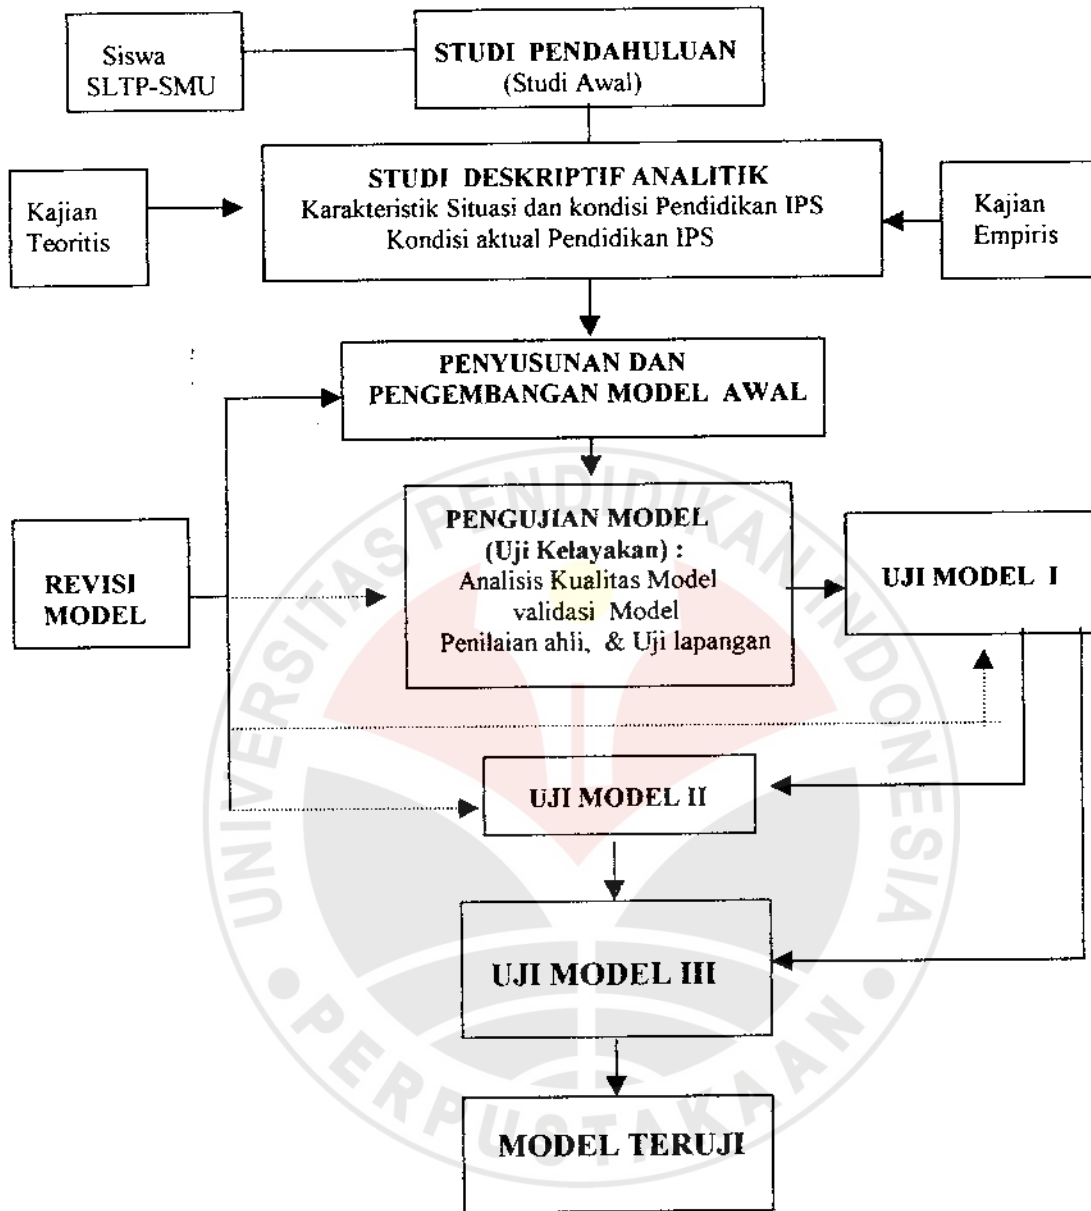 Siswa
SLTP-SMU
STUDI PENDAHULUAN
(Studi Awal)
STUDI DESKRIPTIF ANALITIK
Karakteristik Situasi dan kondisi Pendidikan IPS
Kondisi aktual Pendidikan IPS
Kajian
Teoritis
Kajian
Empiris
PENYUSUNAN DAN
PENGEMBANGAN MODEL AWAL
REVISI
MODEL
PENGUJIAN MODEL
(Uji Kelayakan) :
Analisis Kualitas Model
validasi Model
Penilaian ahli, & Uji lapangan
UJI MODEL I
UJI MODEL II
UJI MODEL III
MODEL TERUJI
UNIVERSITAS PENDIDIKAN INDONESIA
PERPUSTAKAAN